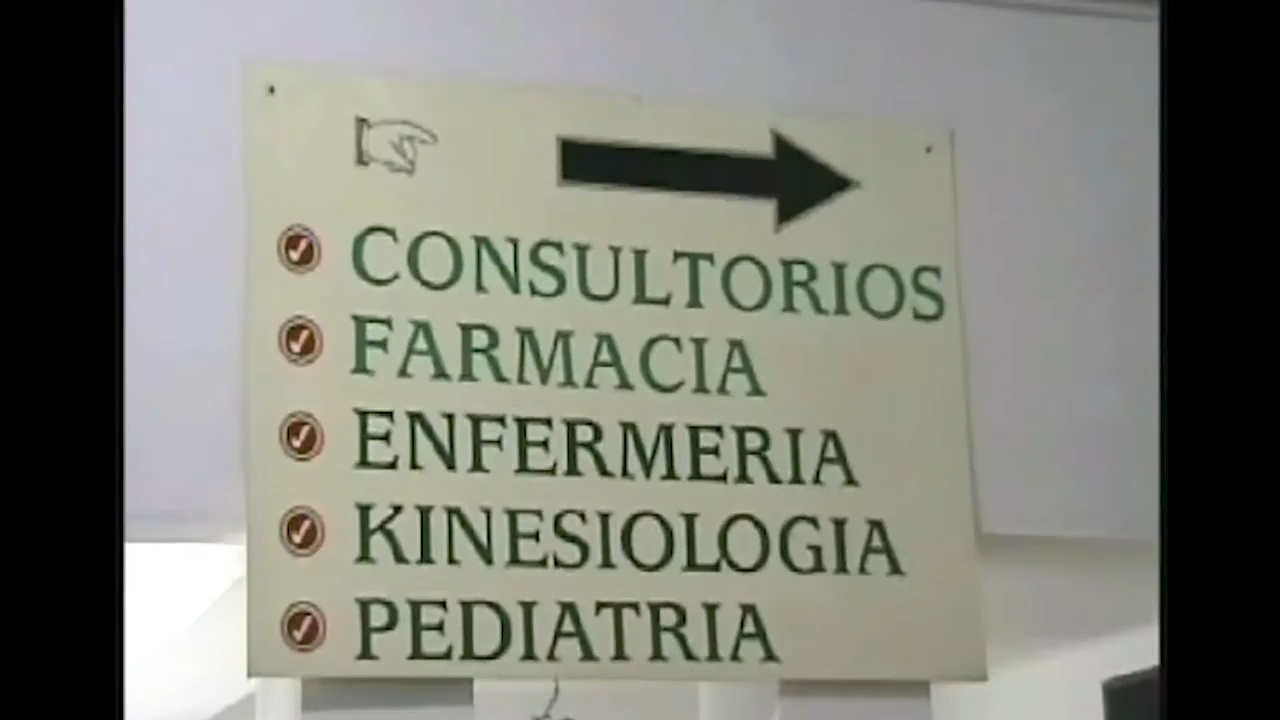 CONSULTORIOS
FARMACIA
ENFERMERIA
KINESIOLOGIA
PEDIATRIA